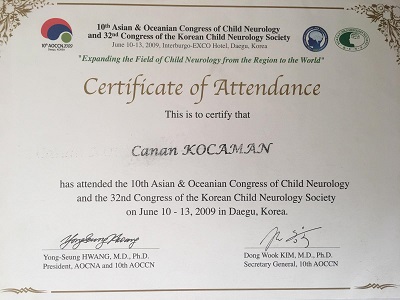 10th Asian & Oceanian Congress of Child Neurology
and 32nd Congress of the Korean Child Neurology Society
June 10-13, 2009, Interburgo-EXCO Hotel, Daegu, Korea
10th AOCCN2009
Daegu, Korea
"Expanding the Field of Child Neurology from the Region to the World"
Certificate of Attendance
This is to certify that
Canan KOCAMAN
has attended the 10th Asian & Oceanian Congress of Child Neurology
and the 32nd Congress of the Korean Child Neurology Society
on June 10 - 13, 2009 in Daegu, Korea.
Yong-Seung HWANG, M.D., Ph.D.
President, AOCNA and 10th AOCCN
Dong Wook KIM, M.D., Ph.D.
Secretary General, 10th AOCCN